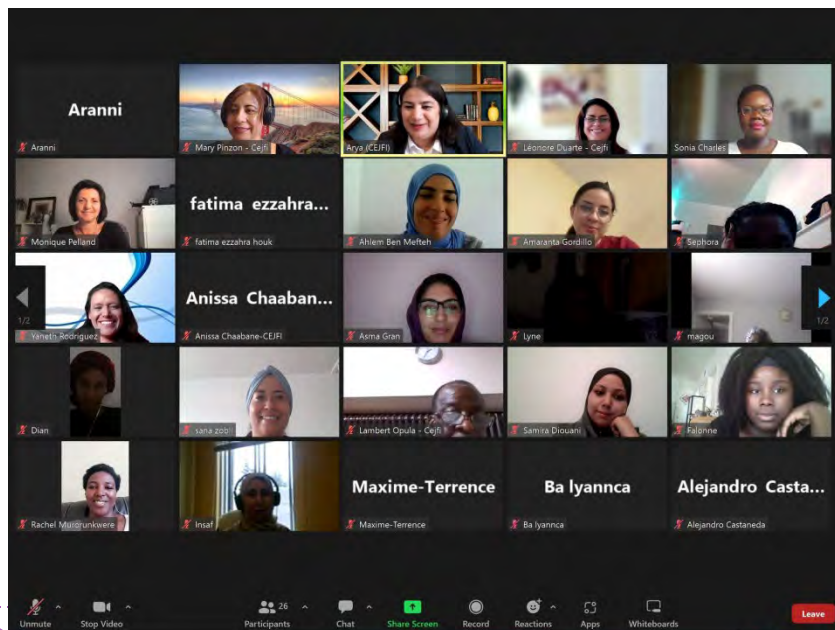 Aranni
Aranni
Mary Pinzon - Cejfi
Arya (CEJFI)
Léonore Duarte - Cejfi
Sonia Charles
Monique Pelland
fatima ezzahra...
fatima ezzahra houk
Ahlem Ben Mefteh
Amaranta Gordillo
Sephora
1/2
Yaneth Rodriguez
Anissa Chaaban...
Anissa Chaabane-CEJFI
Asma Gran
Lyne
magou
1/2
Dian
sana zobli
Lambert Opula - Cejfi
Samira Diouani
Falonne
Rachel Murorunkwere
Insaf
Maxime-Terrence
Maxime-Terrence
Ba lyannca
Ba lyannca
Alejandro Casta...
Alejandro Castaneda
Unmute
Stop Video
Participants
26
Chat
Share Screen
Record
Reactions
Apps
Whiteboards
Leave